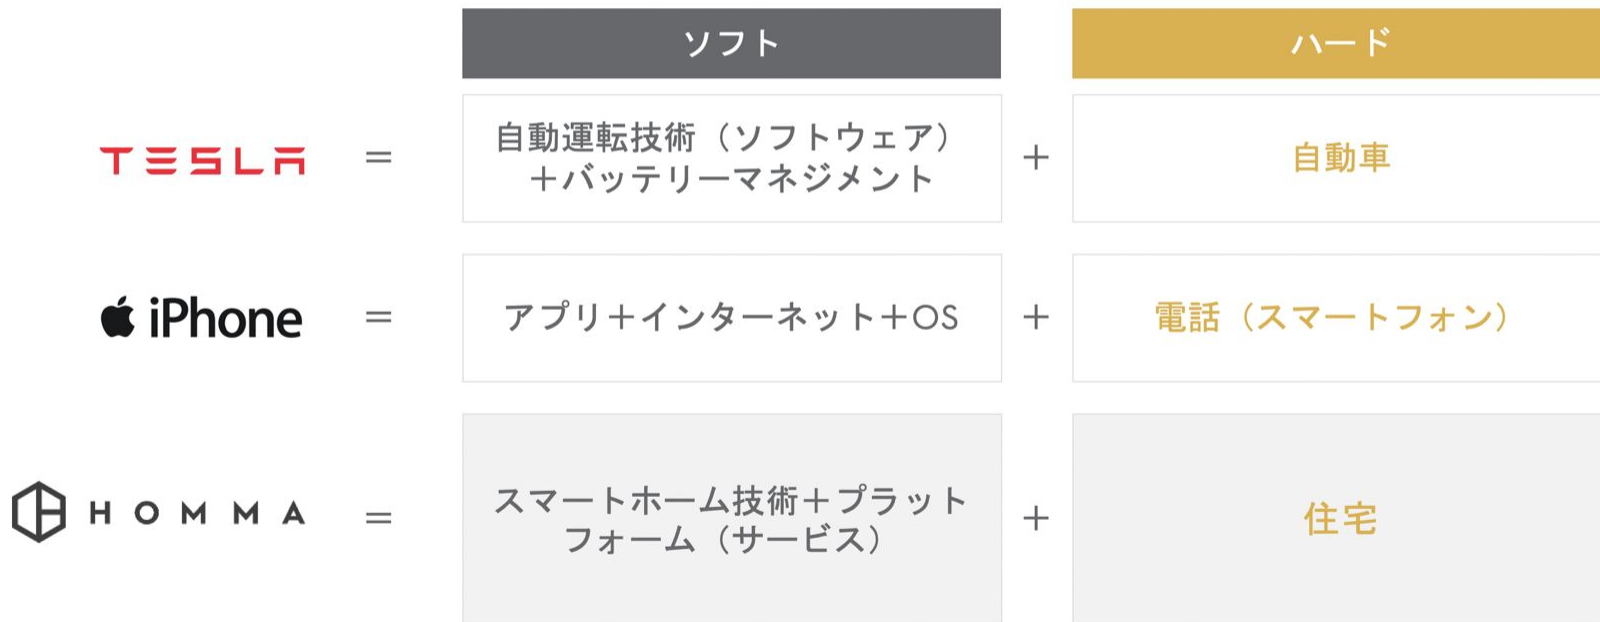 ソフト
ハード
TESLA
=
自動運転技術（ソフトウェア）
＋バッテリーマネジメント
+
自動車
iPhone
=
アプリ＋インターネット＋OS
+
電話（スマートフォン）
HOMMA
=
スマートホーム技術＋プラット
フォーム（サービス）
+
住宅